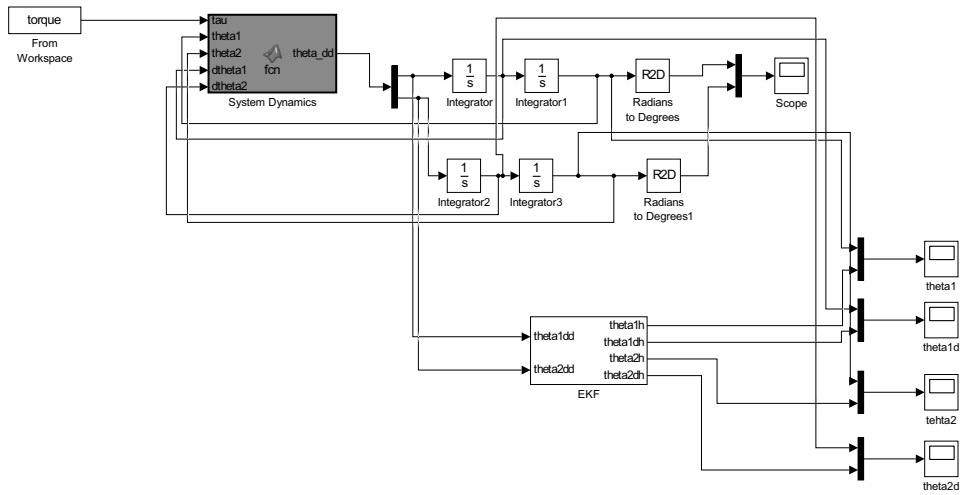 torque
From
Workspace
tau
theta1
theta2
dtheta1
dtheta2
theta_dd
fcn
System Dynamics
1
s
Integrator
1
s
Integrator1
R2D
Radians
to Degrees
Scope
1
s
Integrator2
1
s
Integrator3
R2D
Radians
to Degrees1
theta1
theta1dd
theta2dd
theta1h
theta1dh
theta2h
theta2dh
EKF
theta1d
tehta2
theta2d